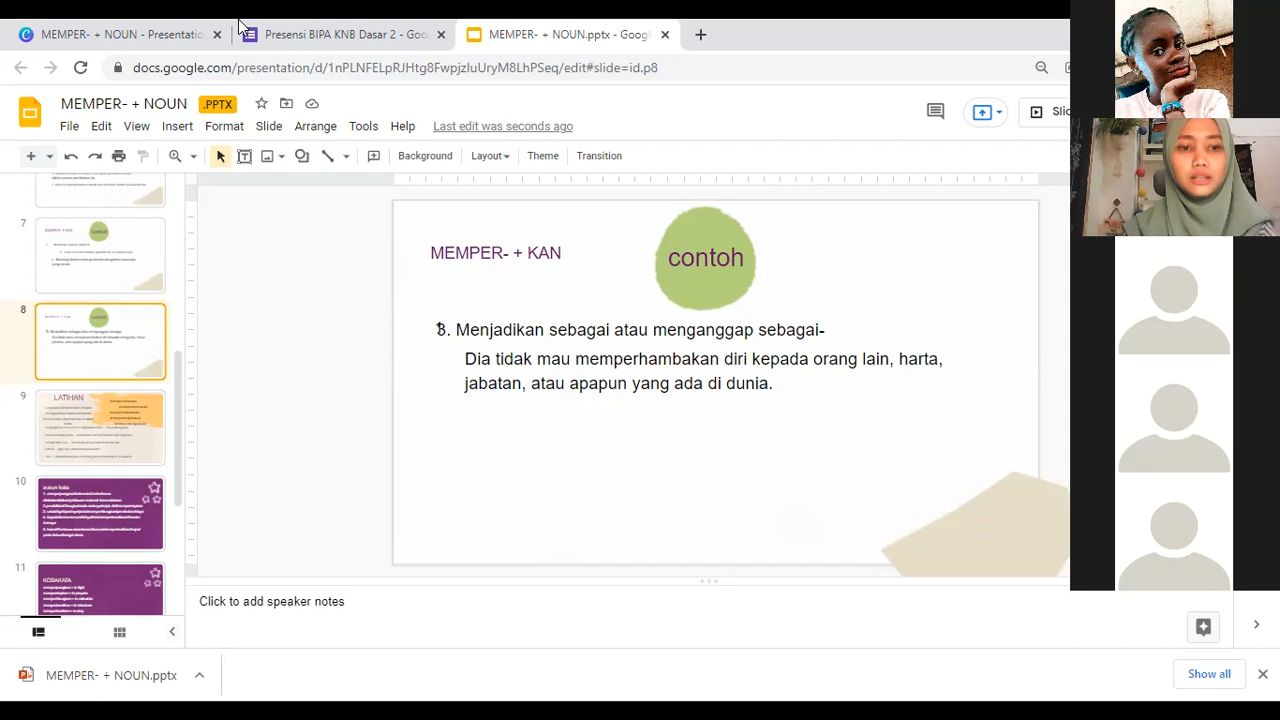 MEMPER- + NOUN - Presentatio
Presensi BIPA KNB Dasar 2 - Goo
MEMPER- + NOUN.pptx - Googl
docs.google.com/presentation/d/1nPLNFELpRJHtg8FwpjzluUryM8LhPSeq/edit#slide=id.p8
MEMPER- + NOUN .PPTX
File Edit View Insert Format Slide Arrange Tools Help Last edit was seconds ago
Background Layout Theme Transition
7
MEMPER- + KAN contoh
8
9
LATIHAN
10
11
KOSAKATA
MEMPER- + KAN
contoh
3. Menjadikan sebagai atau menganggap sebagai-
Dia tidak mau memperhambakan diri kepada orang lain, harta,
jabatan, atau apapun yang ada di dunia.
Click to add speaker notes
MEMPER- + NOUN.pptx
Show all